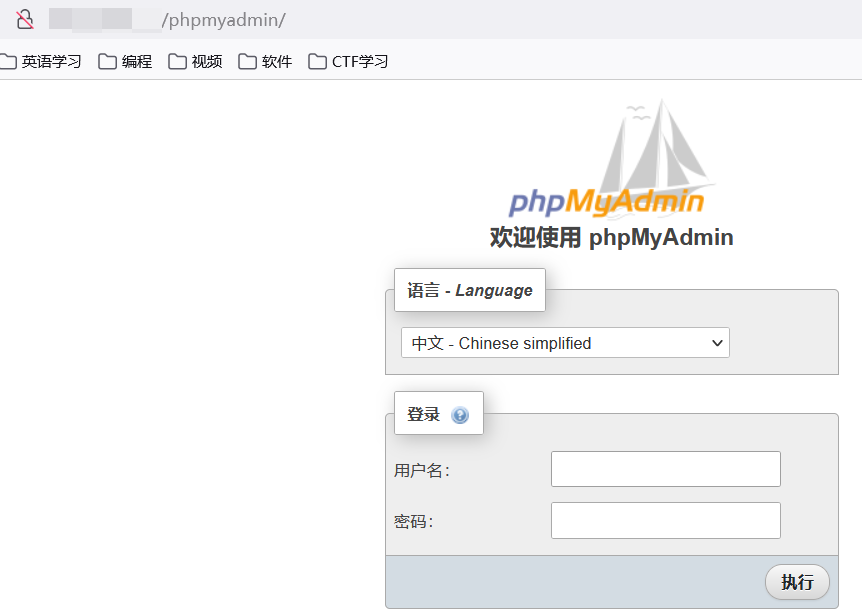 /phpmyadmin/
英语学习 编程 视频 软件 CTF学习
phpMyAdmin
欢迎使用 phpMyAdmin
语言 - Language
中文 - Chinese simplified
登录 ?
用户名：
密码：
执行